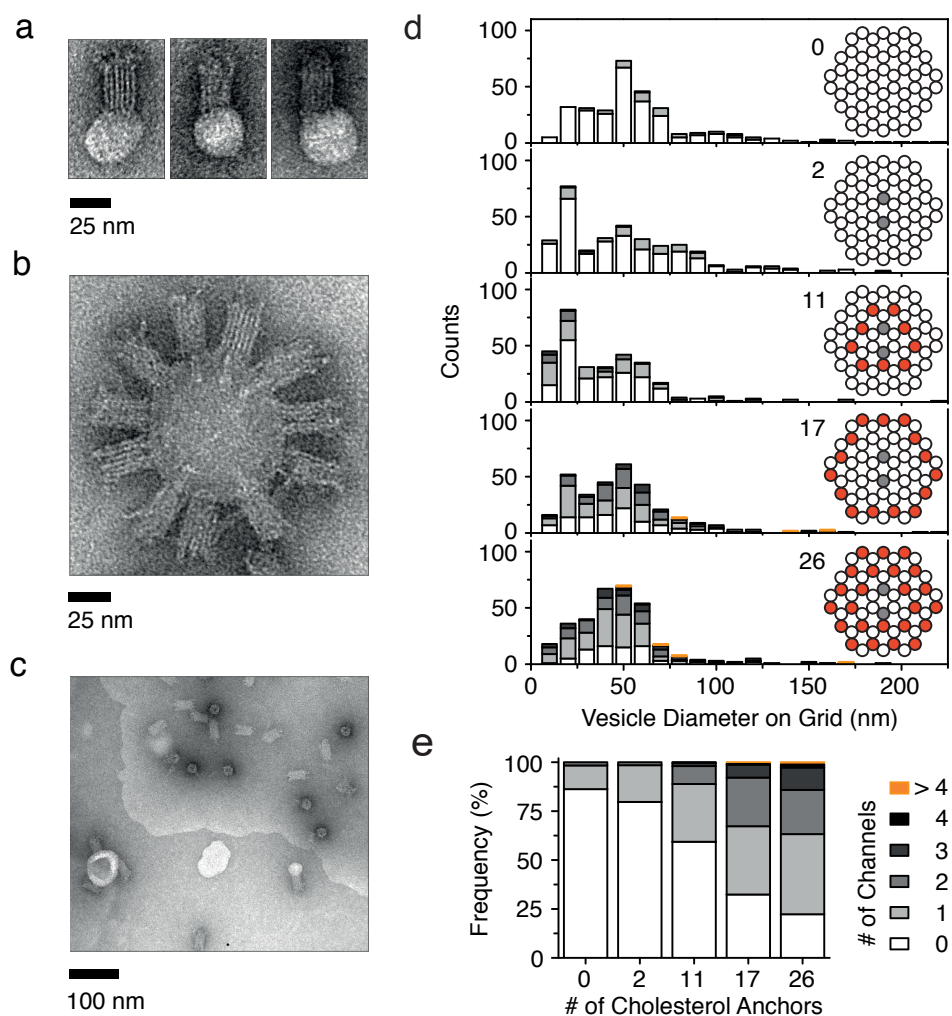 a
25 nm
b
25 nm
c
100 nm
d
100
50
0
0
100
50
0
2
100
50
0
11
100
50
0
17
100
50
0
26
Counts
0 50 100 150 200
Vesicle Diameter on Grid (nm)
e
100
75
50
25
0
Frequency (%)
0 2 11 17 26
# of Cholesterol Anchors
# of Channels
> 4
4
3
2
1
0